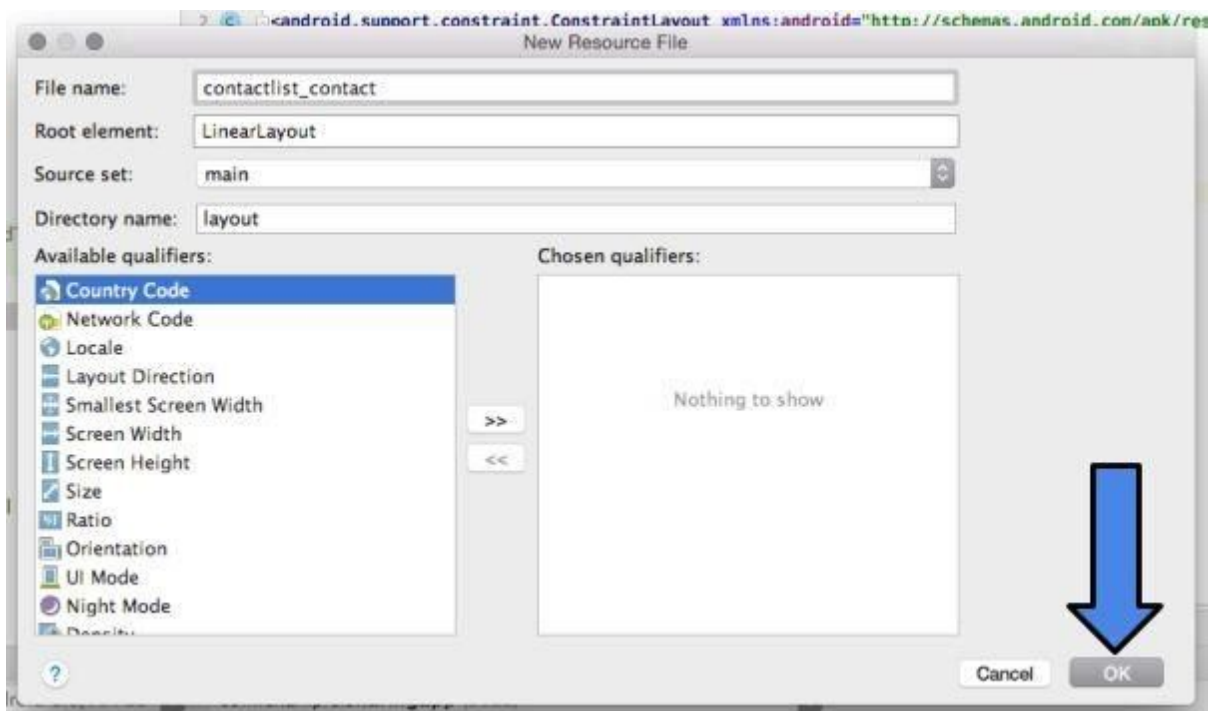 2 C <android.support.constraint.ConstraintLayout xmlns:android="http://schemas.android.com/apk/res
New Resource File
File name: contactlist_contact
Root element: LinearLayout
Source set: main
Directory name: layout
Available qualifiers: Chosen qualifiers:
Country Code
Network Code
Locale
Layout Direction
Smallest Screen Width
Nothing to show
Screen Width
>>
Screen Height
<<
Size
Ratio
Orientation
UI Mode
Night Mode
Density
? Cancel OK